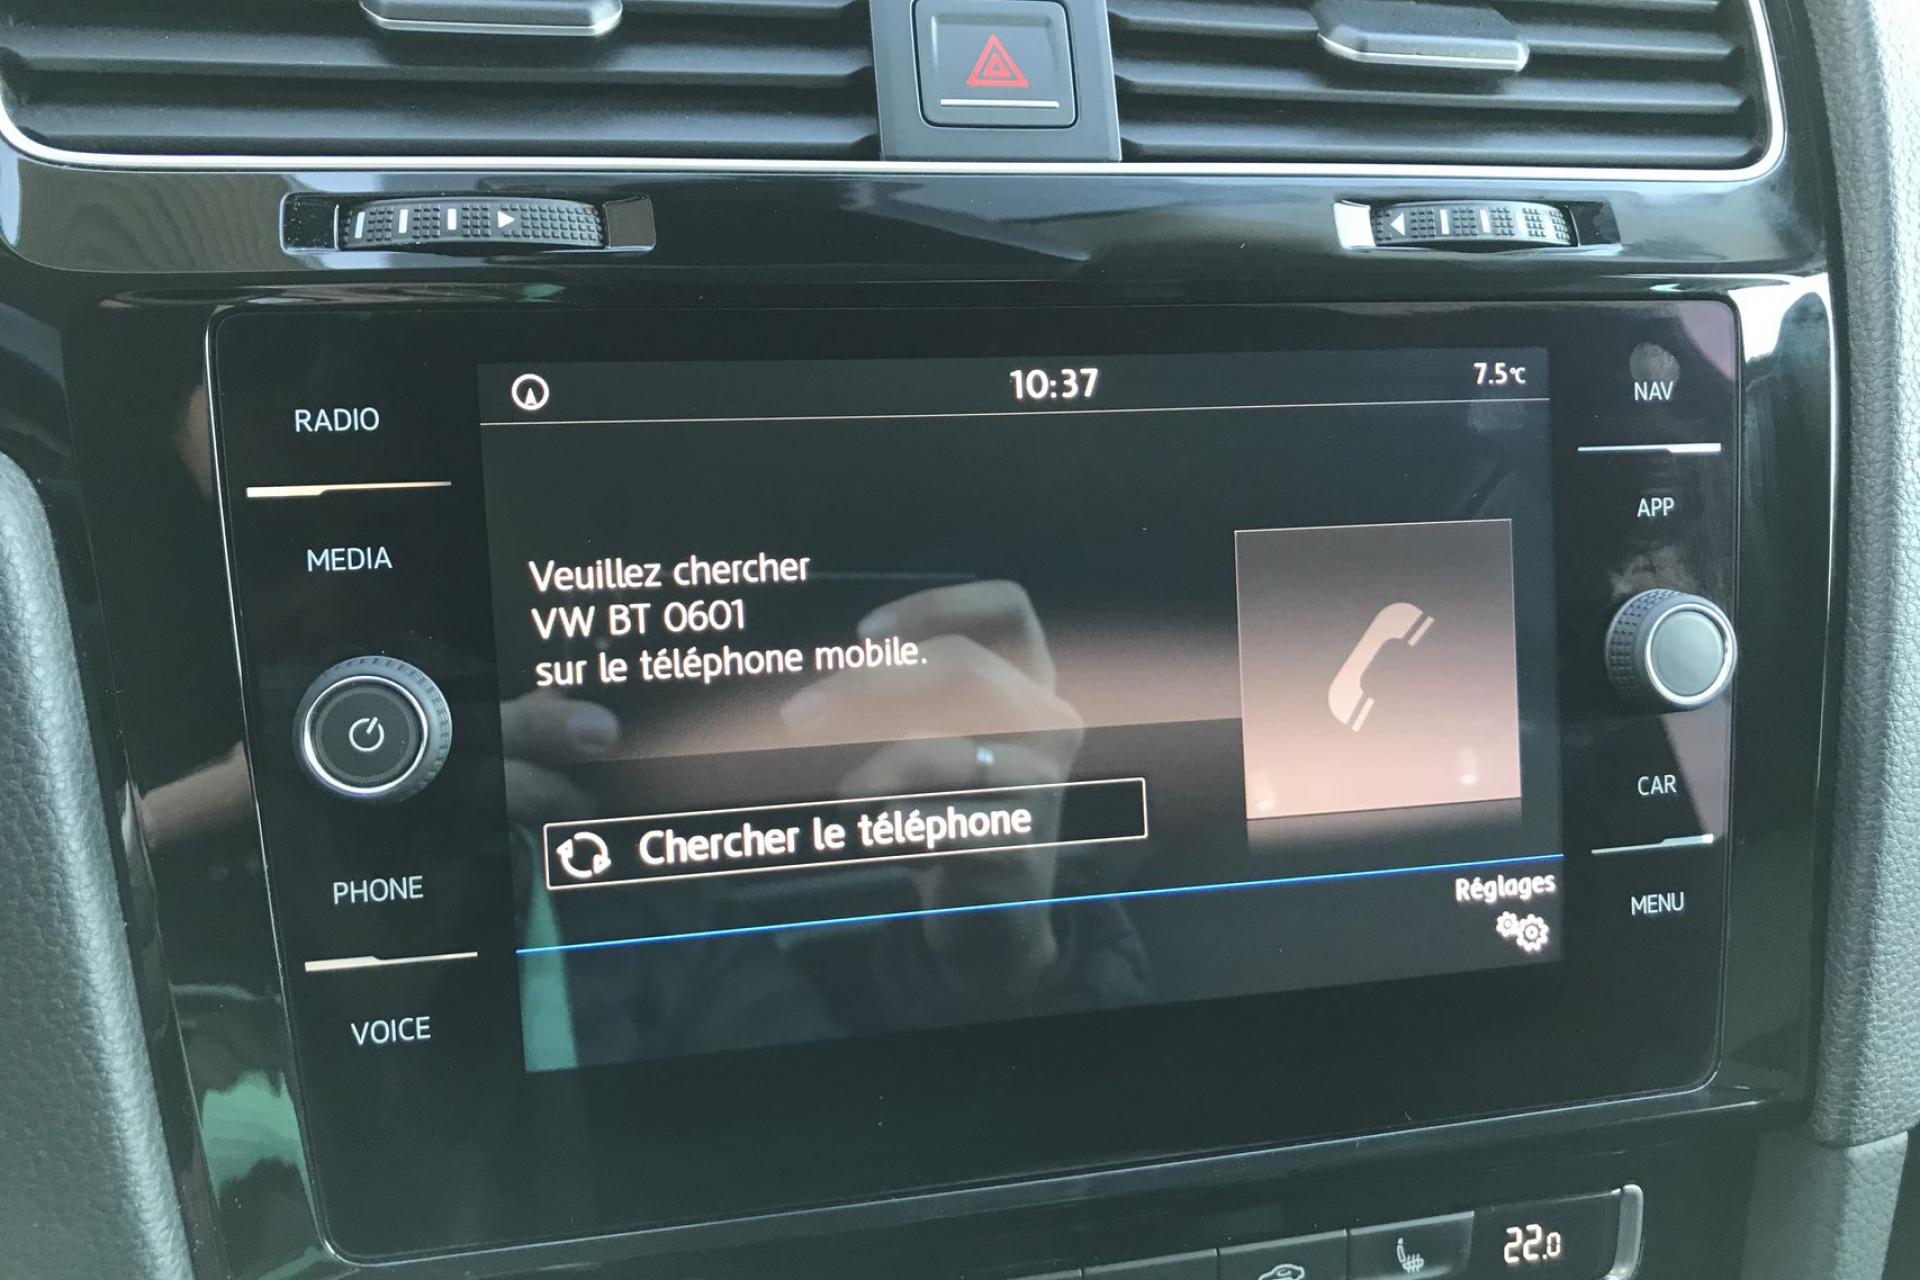 10:37
7.5°C
RADIO
NAV
APP
MEDIA
Veuillez chercher
VW BT 0601
sur le téléphone mobile.
Chercher le téléphone
CAR
PHONE
Réglages
MENU
VOICE
22.0